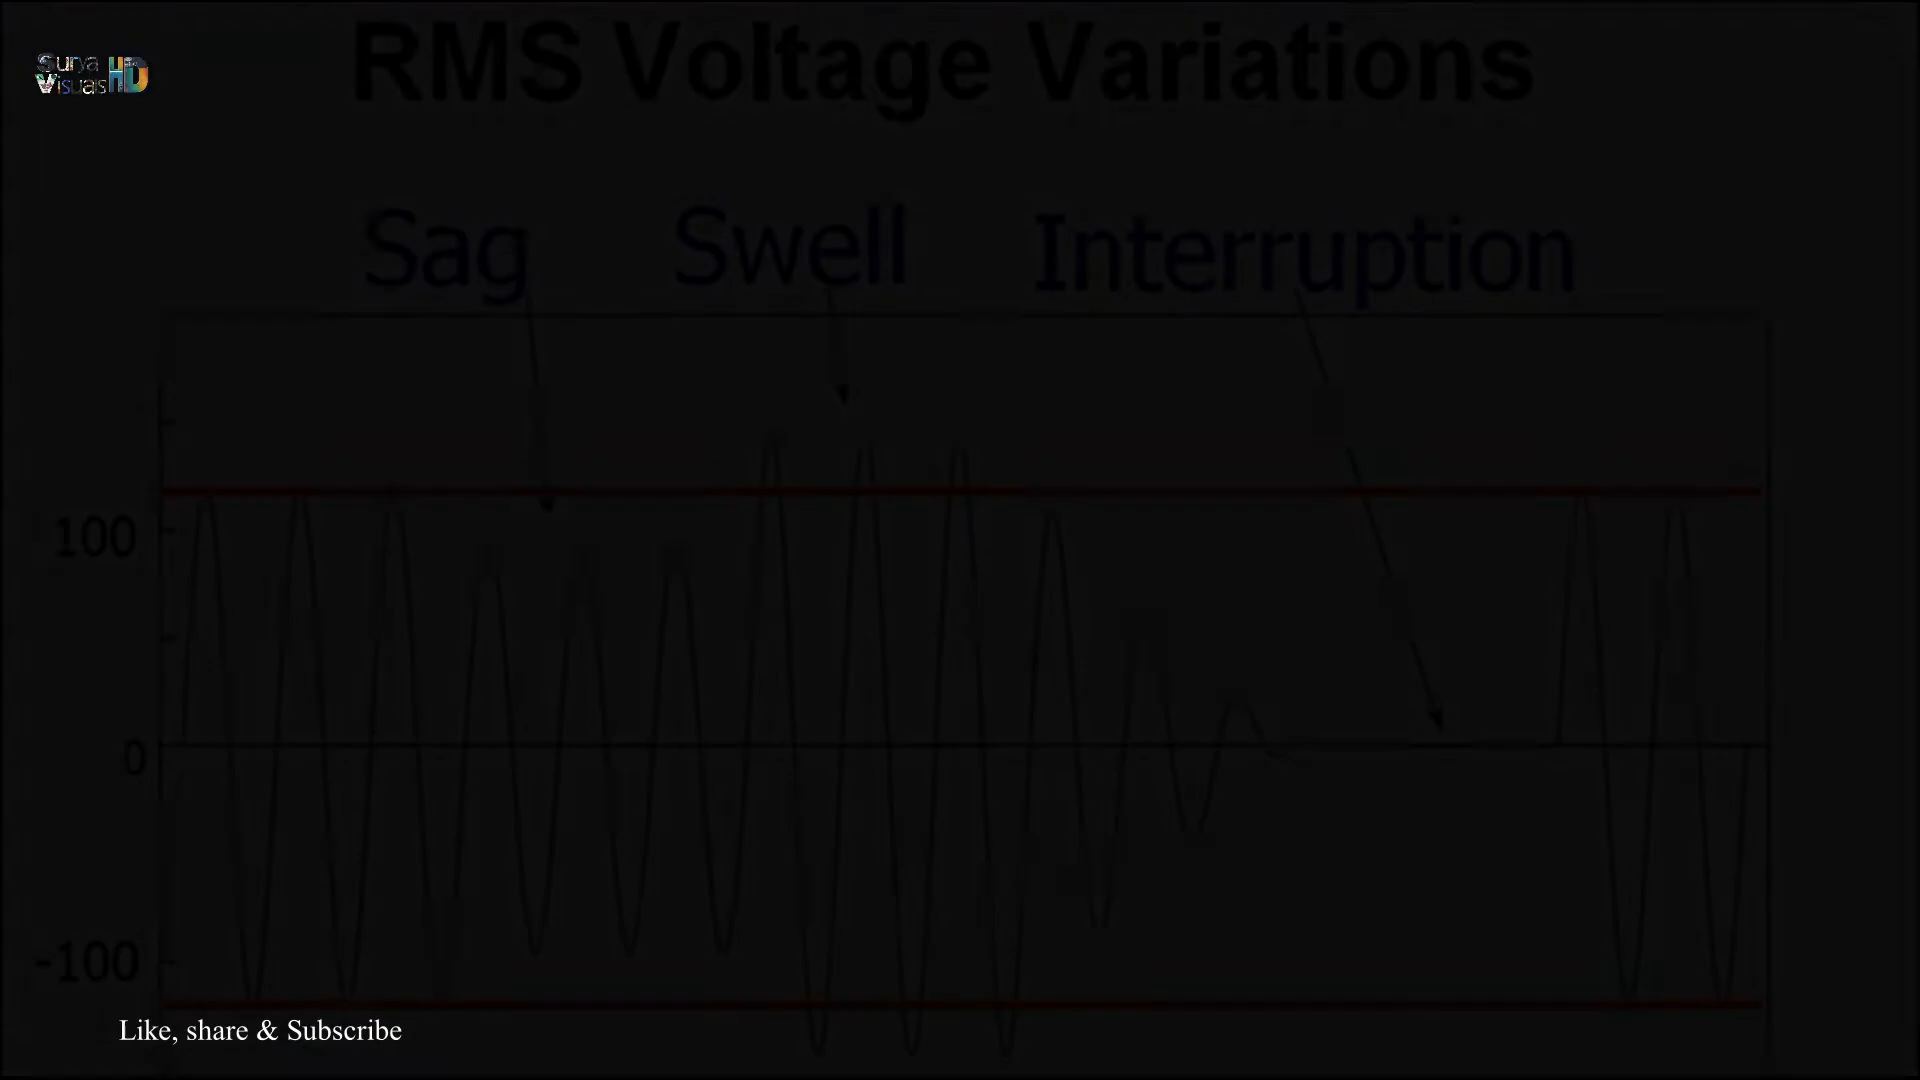 RMS Voltage Variations
Surya
Visuals HD
Sag Swell Interruption
100
0
-100
Like, share & Subscribe